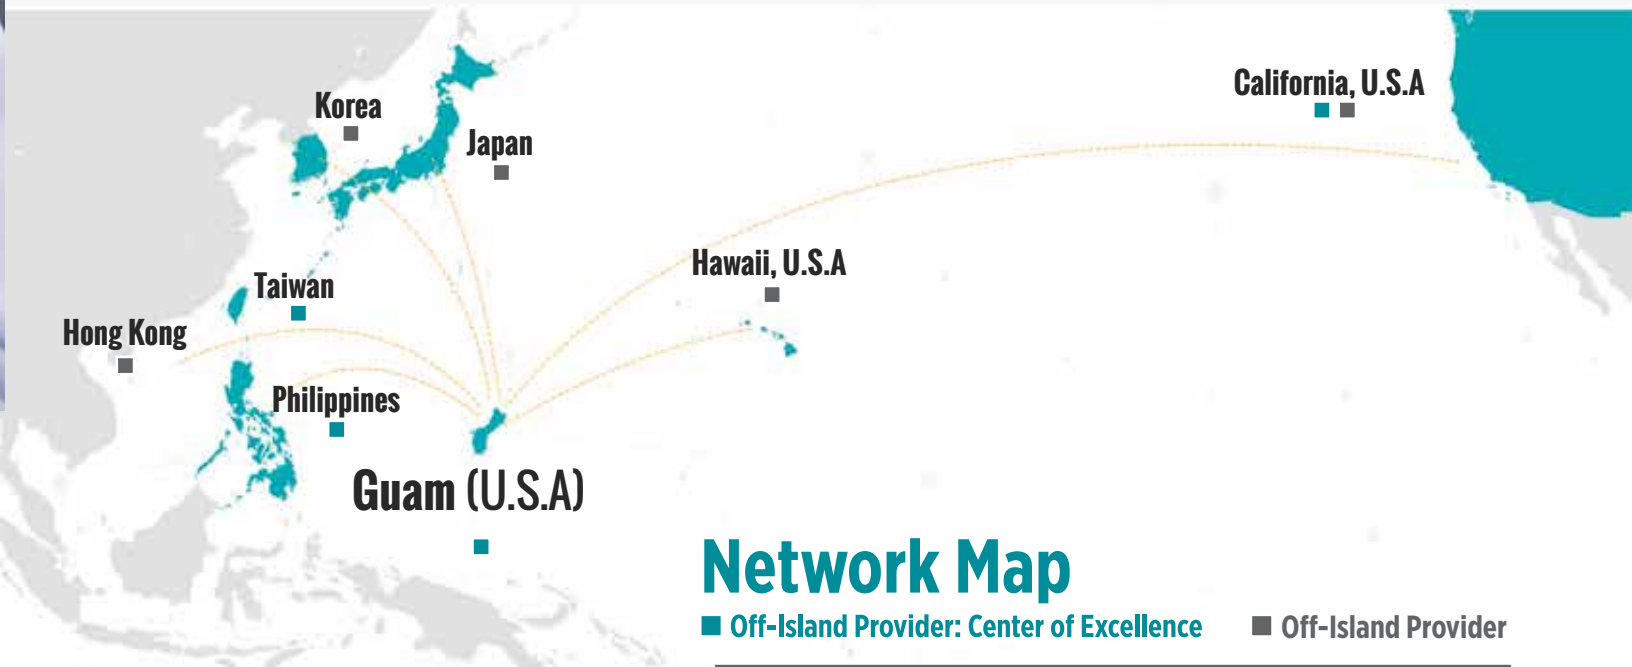 California, U.S.A
Korea
Japan
Hawaii, U.S.A
Taiwan
Hong Kong
Philippines
Guam (U.S.A)
Network Map
Off-Island Provider: Center of Excellence
Off-Island Provider